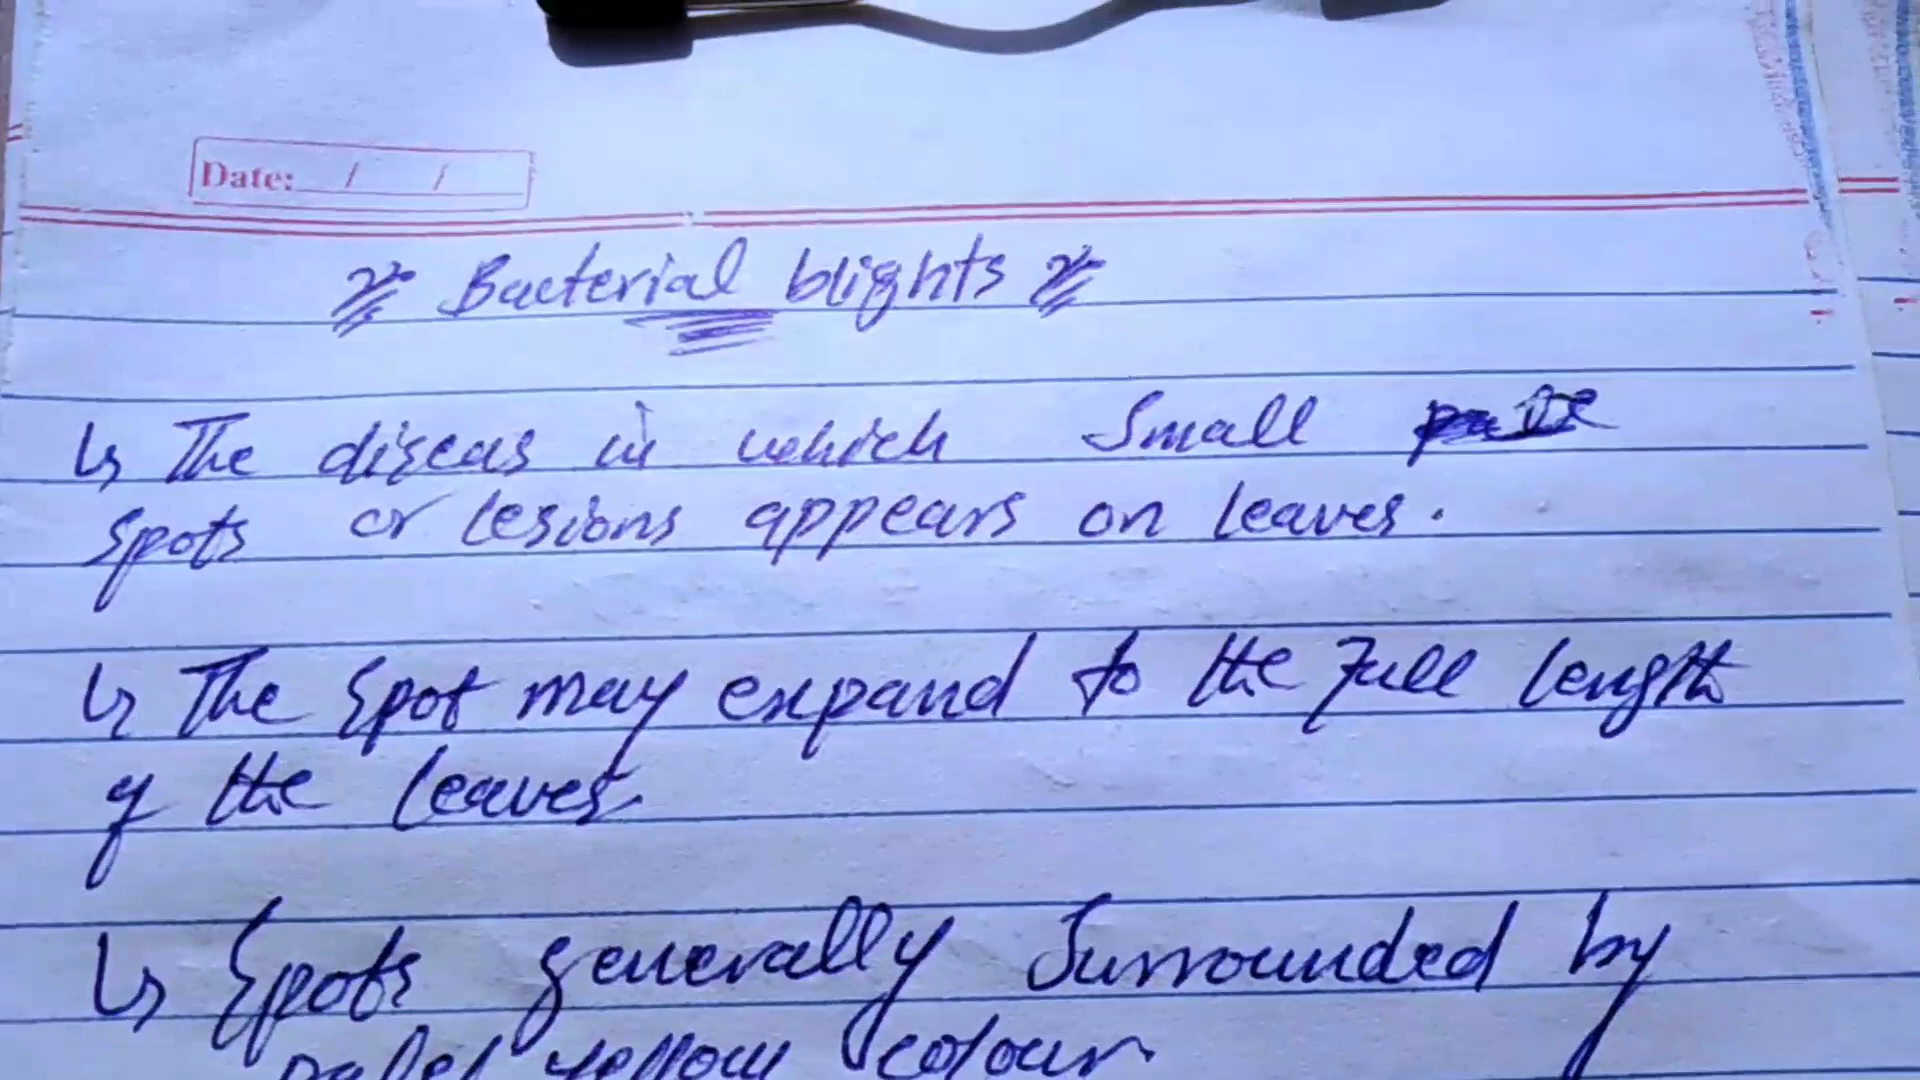 Date: / /
Bacterial blights
↳ The diseas in which Small
spots or lesions appears on leaves.
↳ The spot may expand to the full length
of the leaves.
↳ Spots generally Surrounded by
yellow colour